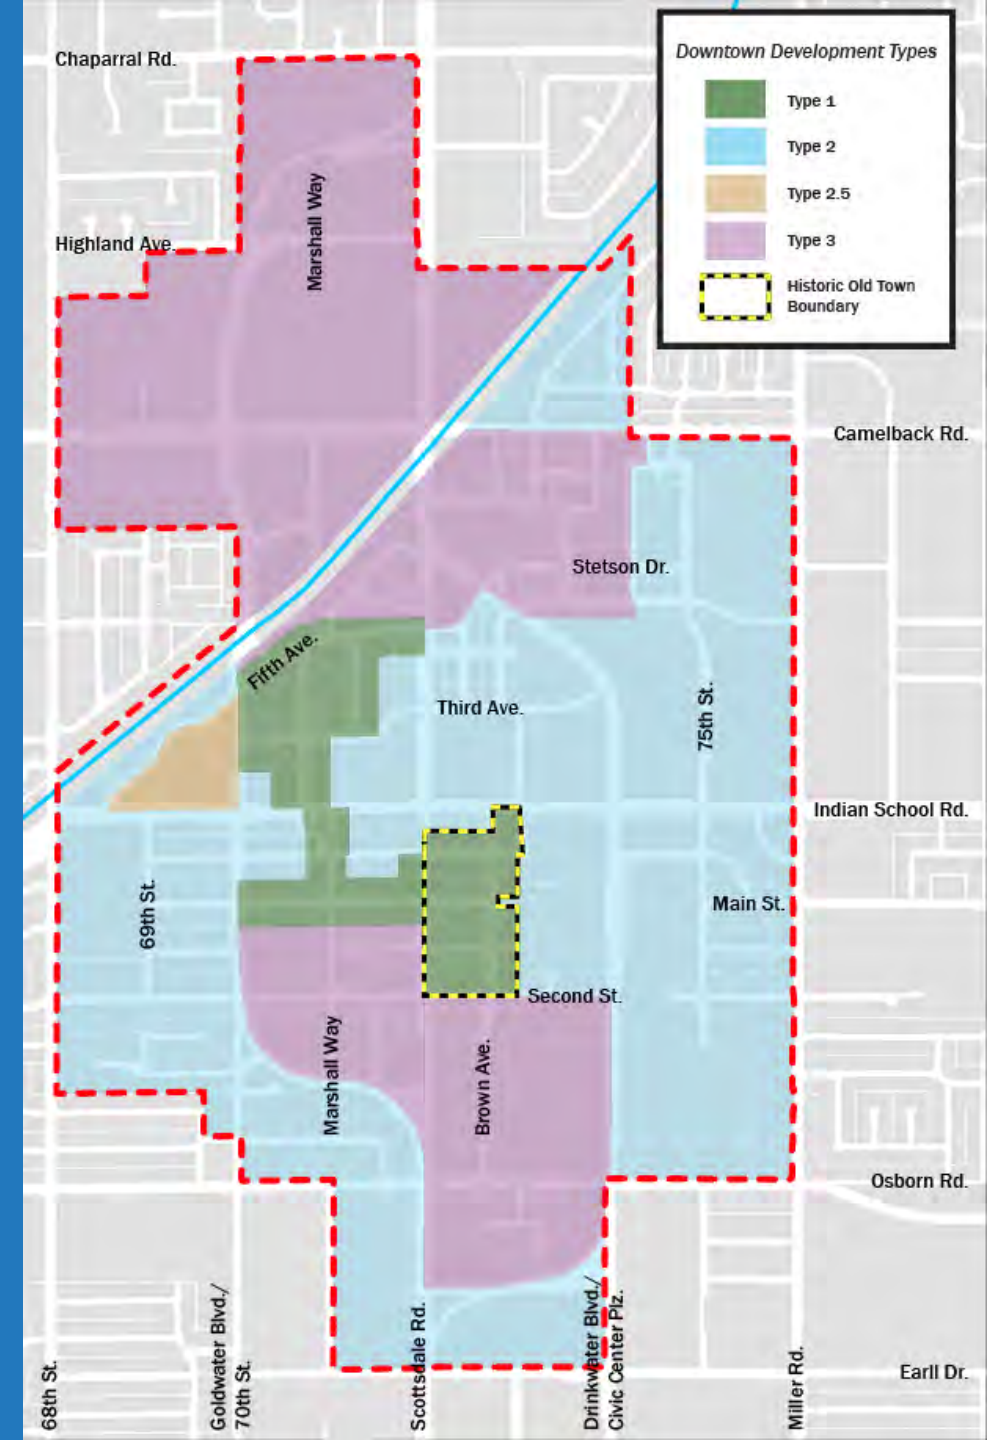 Downtown Development Types
Type 1
Type 2
Type 2.5
Type 3
Historic Old Town
Boundary
Chaparral Rd.
Marshall Way
Highland Ave.
Camelback Rd.
Stetson Dr.
Fifth Ave.
Third Ave.
75th St.
Indian School Rd.
69th St.
Main St.
Second St.
Marshall Way
Brown Ave.
Osborn Rd.
Earll Dr.
68th St.
Goldwater Blvd./
70th St.
Scottsdale Rd.
Drinkwater Blvd./
Civic Center Plz.
Miller Rd.